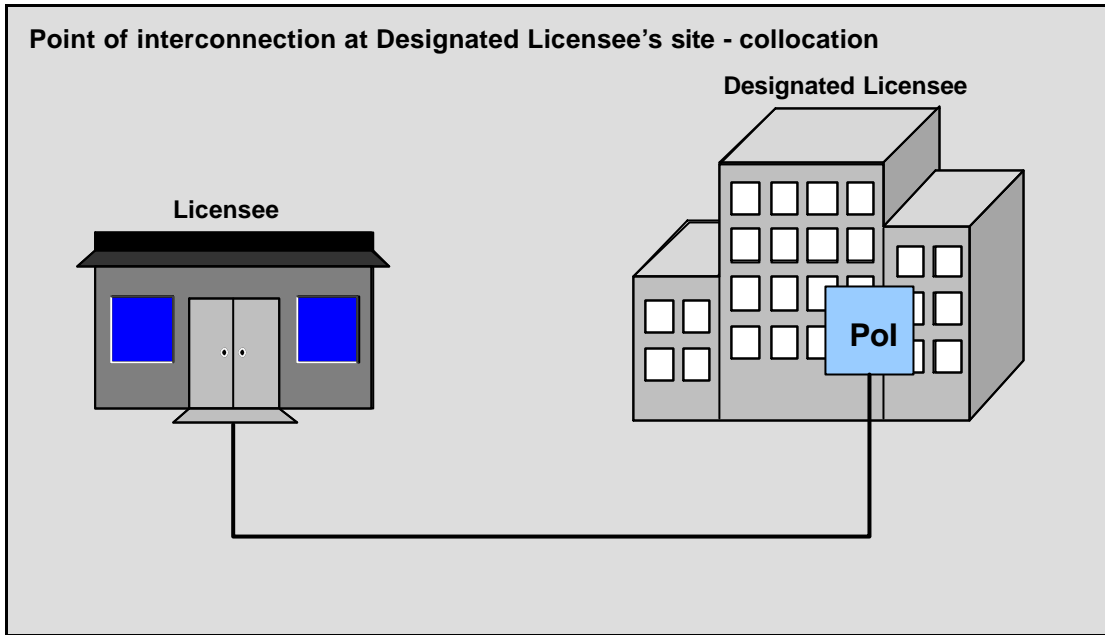 Point of interconnection at Designated Licensee’s site - collocation
Designated Licensee
Licensee
PoI